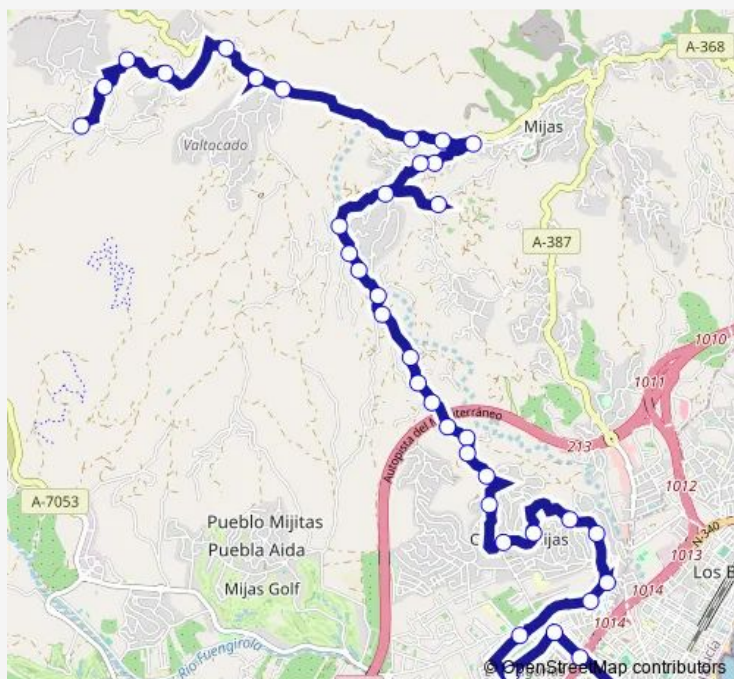 A-368
Mijas
Valtocado
A-387
1010
1011
Autopista del
terráneo
213
1012
A-7053
N-340
Pueblo Mijitas
Puebla Aida
1013
Los B
Mijas Golf
1014
1014
Río Fuengirola
© OpenStreetMap contributors